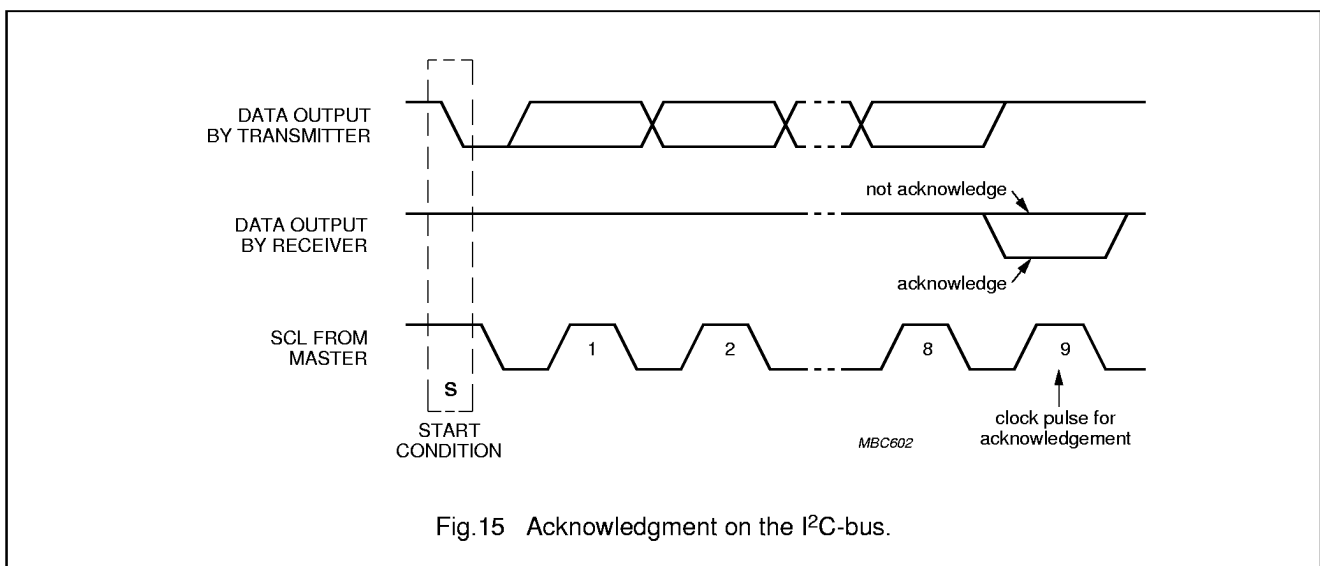 DATA OUTPUT
BY TRANSMITTER
not acknowledge
DATA OUTPUT
BY RECEIVER
acknowledge
SCL FROM
MASTER
1
2
8
9
S
START
CONDITION
clock pulse for
acknowledgement
MBC602
Fig.15 Acknowledgment on the I²C-bus.